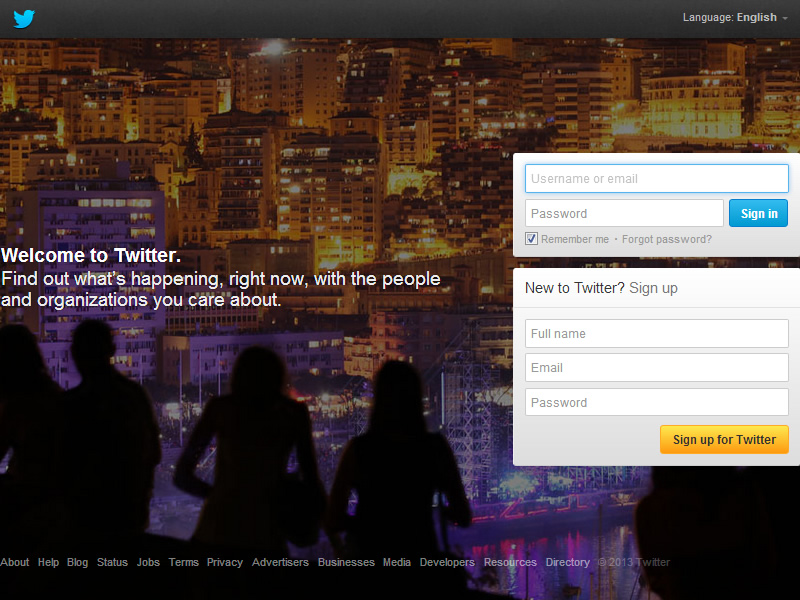 Language: English
Username or email
Password
Sign in
Remember me · Forgot password?
Welcome to Twitter.
Find out what's happening, right now, with the people
and organizations you care about.
New to Twitter? Sign up
Full name
Email
Password
Sign up for Twitter
About Help Blog Status Jobs Terms Privacy Advertisers Businesses Media Developers Resources Directory © 2013 Twitter